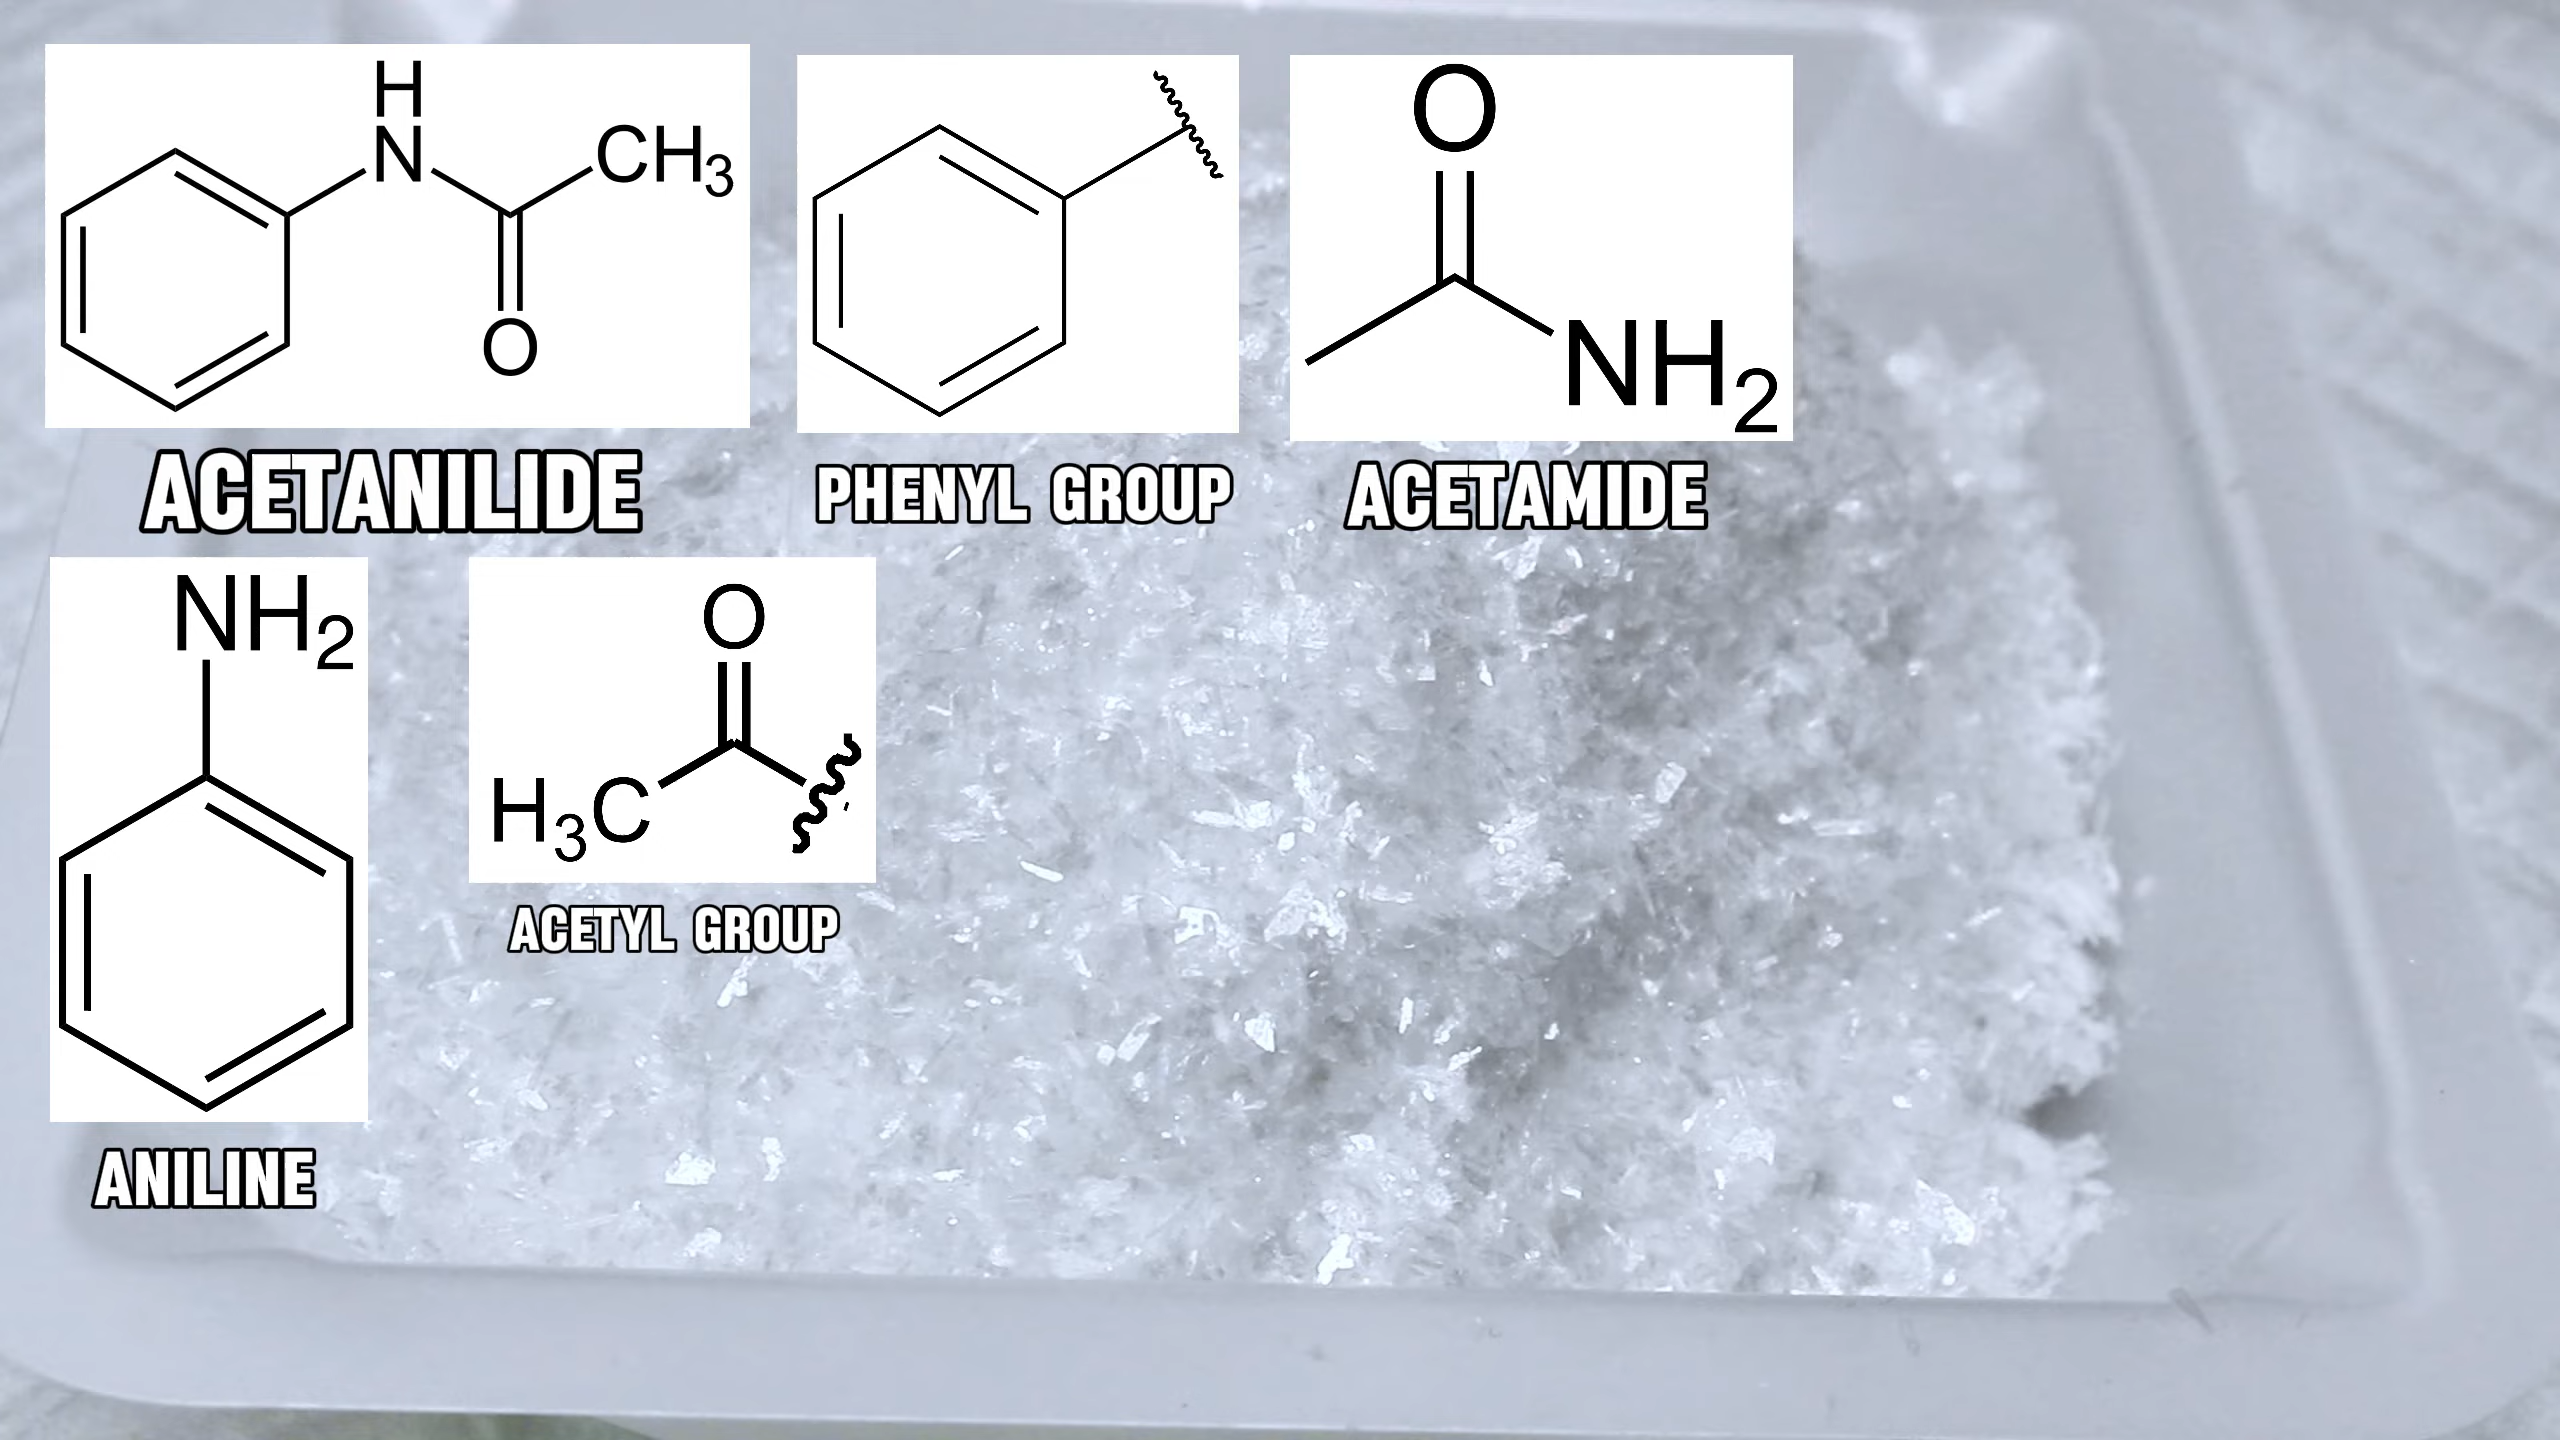 H
N
CH3
O
ACETANILIDE
PHENYL GROUP
O
NH2
ACETAMIDE
NH2
ANILINE
O
H3C
ACETYL GROUP